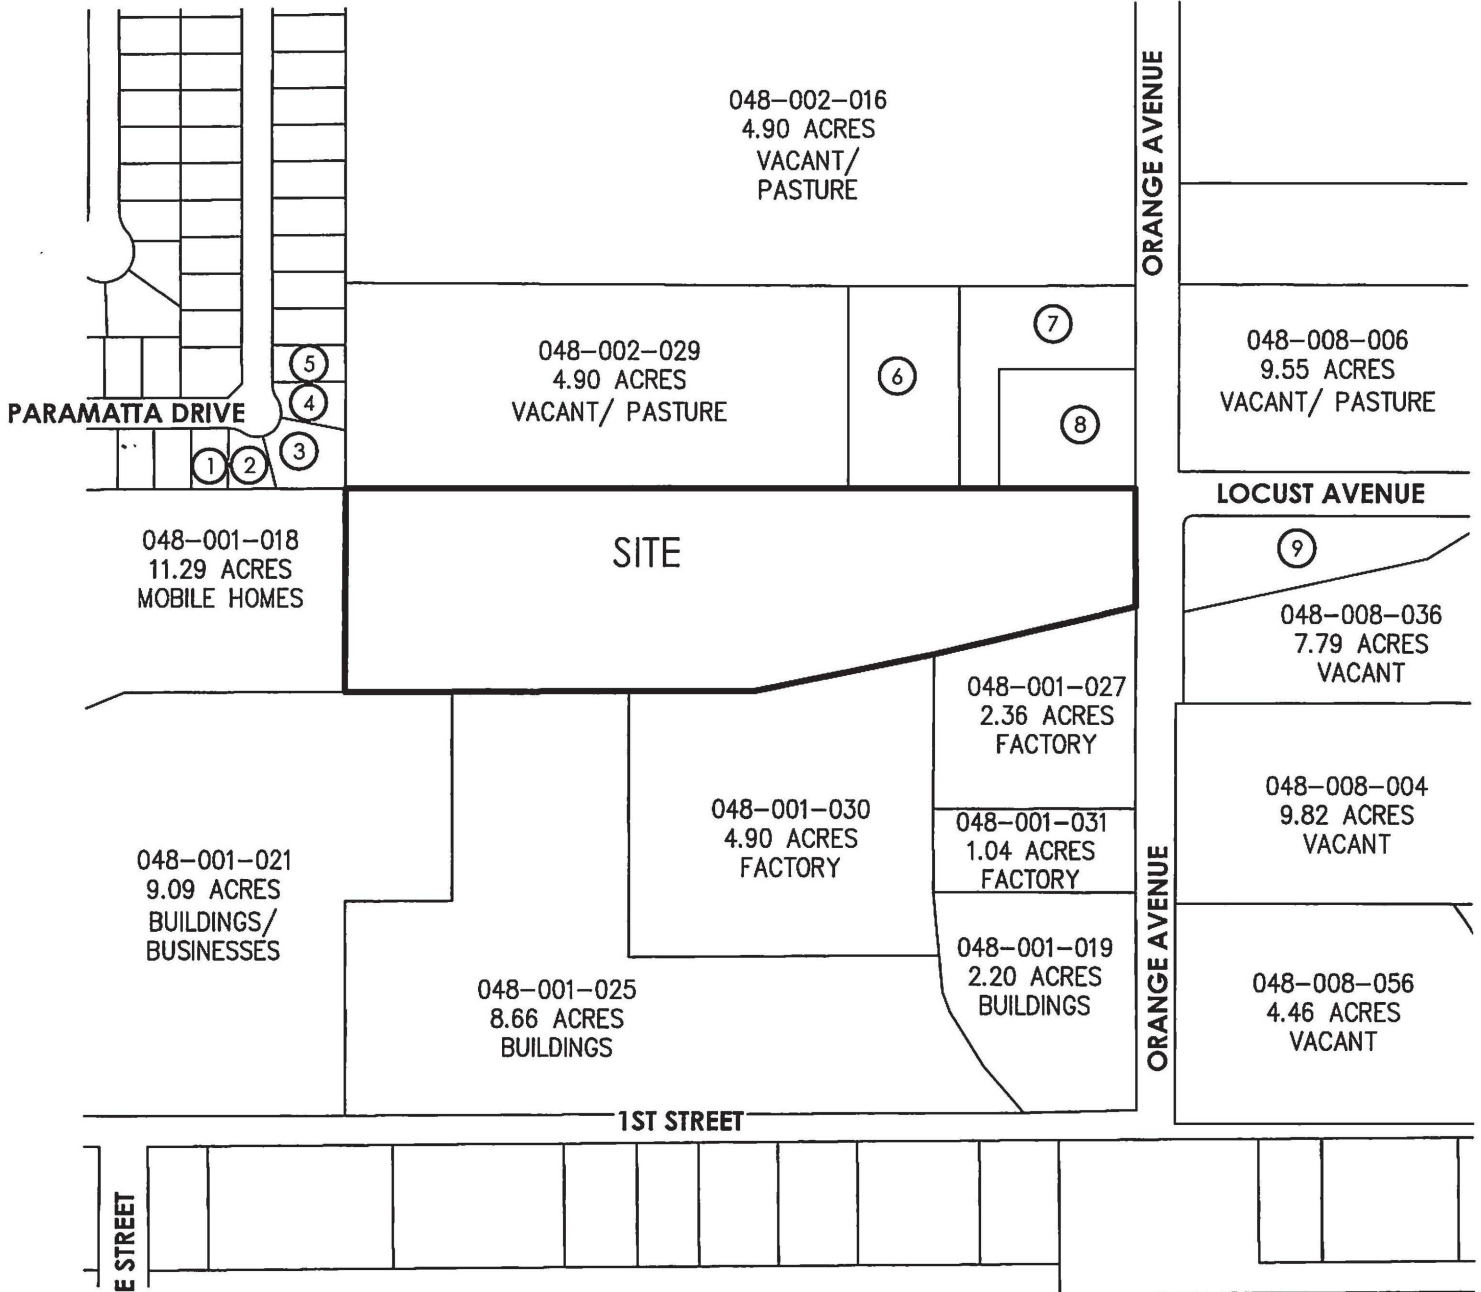 048-002-016
4.90 ACRES
VACANT/
PASTURE
ORANGE AVENUE
7
048-002-029
4.90 ACRES
VACANT/ PASTURE
6
8
048-008-006
9.55 ACRES
VACANT/ PASTURE
5
4
PARAMATTA DRIVE
1
2
3
LOCUST AVENUE
048-001-018
11.29 ACRES
MOBILE HOMES
SITE
9
048-008-036
7.79 ACRES
VACANT
048-001-027
2.36 ACRES
FACTORY
048-001-030
4.90 ACRES
FACTORY
048-001-031
1.04 ACRES
FACTORY
048-008-004
9.82 ACRES
VACANT
048-001-021
9.09 ACRES
BUILDINGS/
BUSINESSES
ORANGE AVENUE
048-001-025
8.66 ACRES
BUILDINGS
048-001-019
2.20 ACRES
BUILDINGS
048-008-056
4.46 ACRES
VACANT
1ST STREET
E STREET